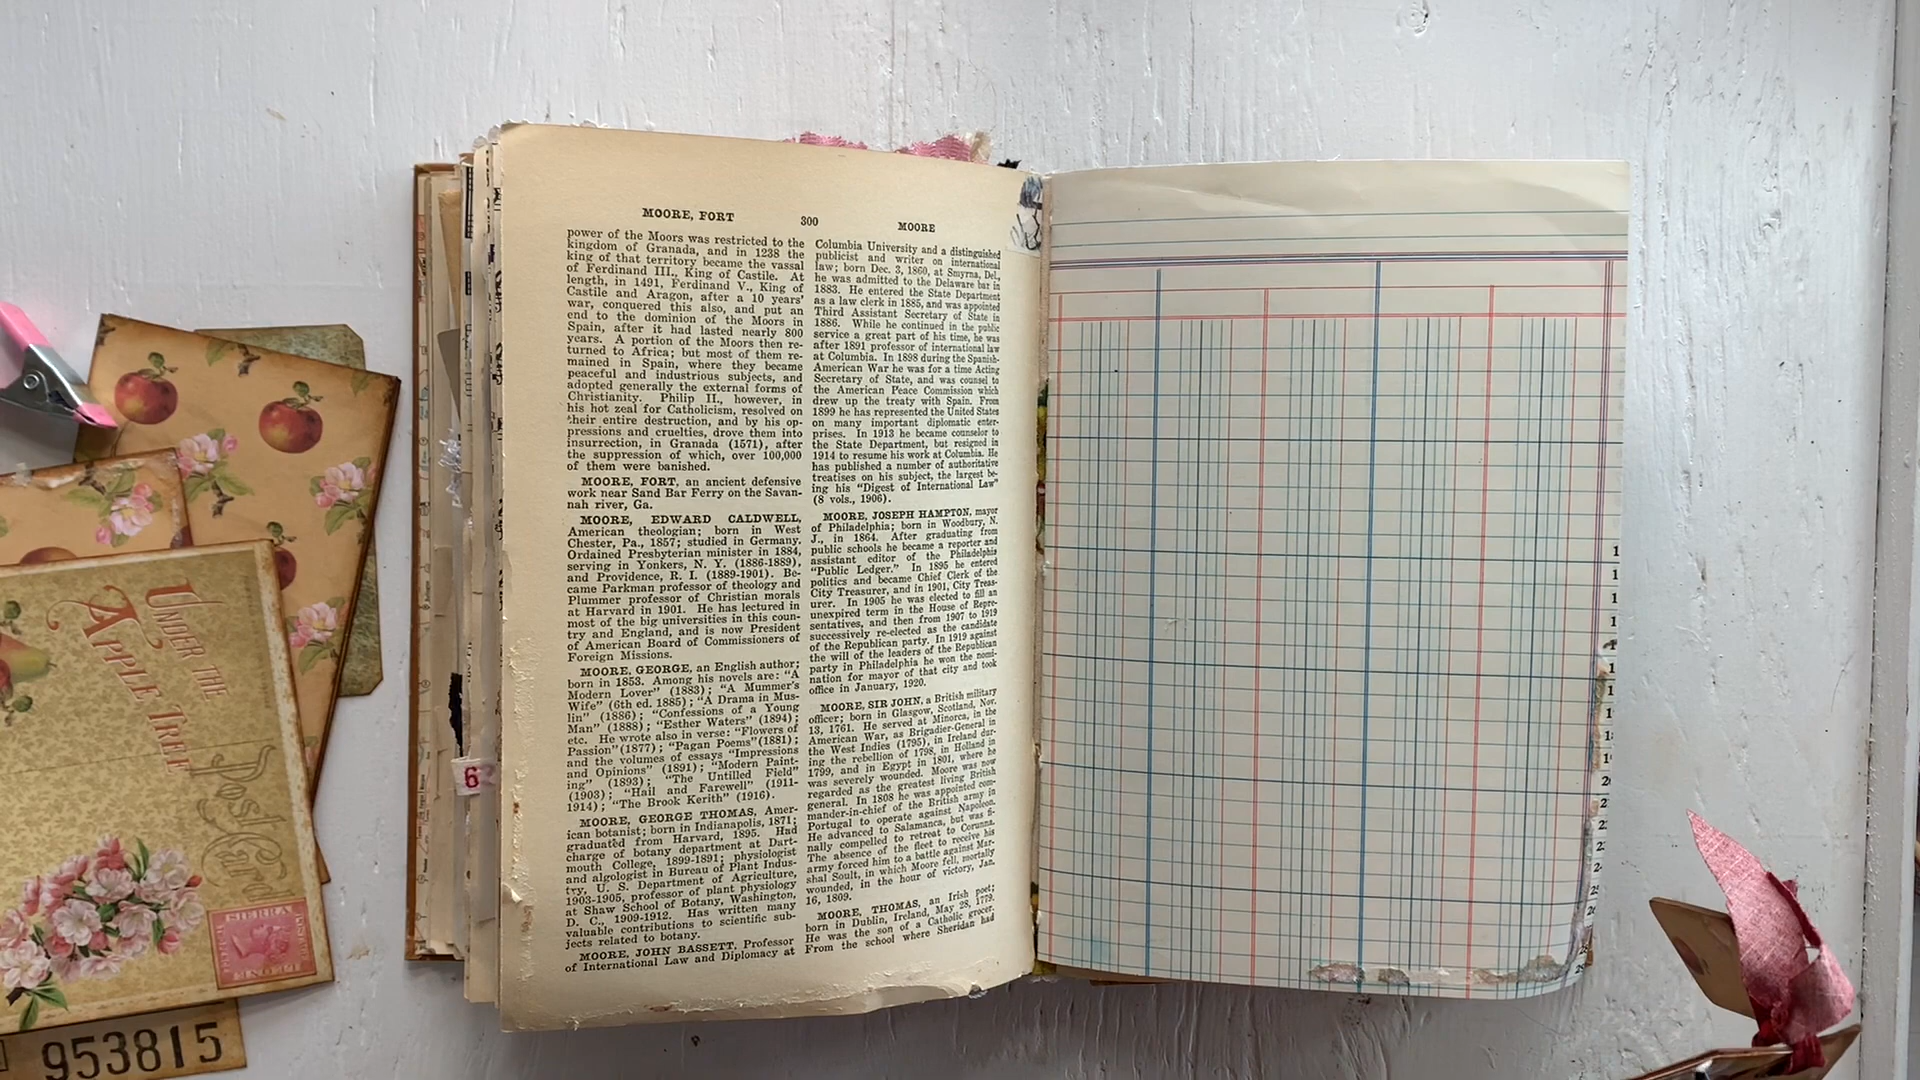 MOORE, FORT
300
MOORE
power of the Moors was restricted to the
kingdom of Granada, and in 1238 the
king of that territory became the vassal
of Ferdinand III., King of Castile. At
length, in 1491, Ferdinand V., King of
Castile and Aragon, after a 10 years'
war, conquered this also, and put an
end to the dominion of the Moors in
Spain, after it had lasted nearly 800
years. A portion of the Moors then re-
turned to Africa; but most of them re-
mained in Spain, where they became
peaceful and industrious subjects, and
adopted generally the external forms of
Christianity. Philip II., however, in
his hot zeal for Catholicism, resolved on
their entire destruction, and by his op-
pressions and cruelties, drove them into
insurrection, in Granada (1571), after
the suppression of which, over 100,000
of them were banished.
MOORE, FORT, an ancient defensive
work near Sand Bar Ferry on the Savan-
nah river, Ga.
MOORE, EDWARD CALDWELL,
American theologian; born in West
Chester, Pa., 1857; studied in Germany.
Ordained Presbyterian minister in 1884,
serving in Yonkers, N. Y. (1886-1889),
and Providence, R. I. (1889-1901). Be-
came Parkman professor of theology and
Plummer professor of Christian morals
at Harvard in 1901. He has lectured in
most of the big universities in this coun-
try and England, and is now President
of American Board of Commissioners of
Foreign Missions.
MOORE, GEORGE, an English author;
born in 1853. Among his novels are: "A
Modern Lover" (1883); "A Mummer's
Wife" (6th ed. 1885); "A Drama in Mus-
lin" (1886); "Confessions of a Young
Man" (1888); "Esther Waters" (1894);
etc. He wrote also in verse: "Flowers of
Passion" (1877); "Pagan Poems" (1881);
and the volumes of essays "Impressions
and Opinions" (1891); "Modern Paint-
ing" (1893); "The Untilled Field"
(1903); "Hail and Farewell" (1911-
1914); "The Brook Kerith" (1916).
MOORE, GEORGE THOMAS, Amer-
ican botanist; born in Indianapolis, 1871;
graduated from Harvard, 1895. Had
charge of botany department at Dart-
mouth College, 1899-1891; physiologist
and algologist in Bureau of Plant Indus-
try, U. S. Department of Agriculture,
1903-1905, professor of plant physiology
at Shaw School of Botany, Washington,
D. C., 1909-1912. Has written many
valuable contributions to scientific sub-
jects related to botany.
MOORE, JOHN BASSETT, Professor
of International Law and Diplomacy at
Columbia University and a distinguished
publicist and writer on international
law; born Dec. 3, 1860, at Smyrna, Del.,
he was admitted to the Delaware bar in
1883. He entered the State Department
as a law clerk in 1885, and was appointed
Third Assistant Secretary of State in
1886. While he continued in the public
service a great part of his time, he was
after 1891 professor of international law
at Columbia. In 1898 during the Spanish-
American War he was for a time Acting
Secretary of State, and was counsel to
the American Peace Commission which
drew up the treaty with Spain. From
1899 he has represented the United States
on many important diplomatic enter-
prises. In 1913 he became counselor to
the State Department, but resigned in
1914 to resume his work at Columbia. He
has published a number of authoritative
treatises on his subject, the largest be-
ing his "Digest of International Law"
(8 vols., 1906).
MOORE, JOSEPH HAMPTON, mayor
of Philadelphia; born in Woodbury, N.
J., in 1864. After graduating from
public schools he became a reporter and
assistant editor of the Philadelphia
"Public Ledger." In 1895 he entered
politics and became Chief Clerk of the
City Treasurer, and in 1901, City Treas-
urer. In 1905 he was elected to fill an
unexpired term in the House of Repre-
sentatives, and then from 1907 to 1919
successively re-elected as the candidate
of the Republican party. In 1919 against
the will of the leaders of the Republican
party in Philadelphia he won the nomi-
nation for mayor of that city and took
office in January, 1920.
MOORE, SIR JOHN, a British military
officer; born in Glasgow, Scotland, Nov.
13, 1761. He served at Minorca, in the
American War, as Brigadier-General in
the West Indies (1795), in Ireland dur-
ing the rebellion of 1798, in Holland in
1799, and in Egypt in 1801, where he
was severely wounded. Moore was now
regarded as the greatest living British
general. In 1808 he was appointed com-
mander-in-chief of the British army in
Portugal to operate against Napoleon.
He advanced to Salamanca, but was fi-
nally compelled to retreat to Corunna.
The absence of the fleet to receive his
army forced him to a battle against Mar-
shal Soult, in which Moore fell, mortally
wounded, in the hour of victory, Jan.
16, 1809.
MOORE, THOMAS, an Irish poet;
born in Dublin, Ireland, May 28, 1779.
He was the son of a Catholic grocer.
From the school where Sheridan had
6
UNDER THE
APPLE TREE
Post Card
SIERRA
LEONE
953815